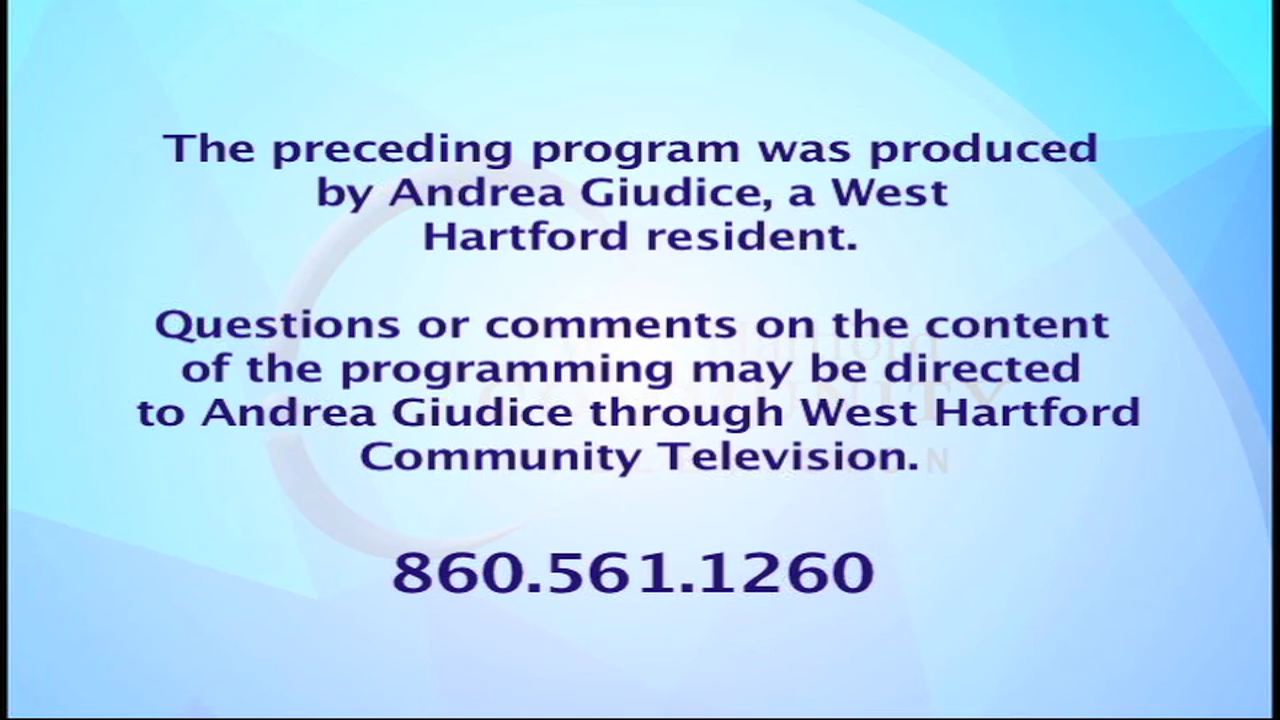 The preceding program was produced
by Andrea Giudice, a West
Hartford resident.
Questions or comments on the content
of the programming may be directed
to Andrea Giudice through West Hartford
Community Television.
860.561.1260